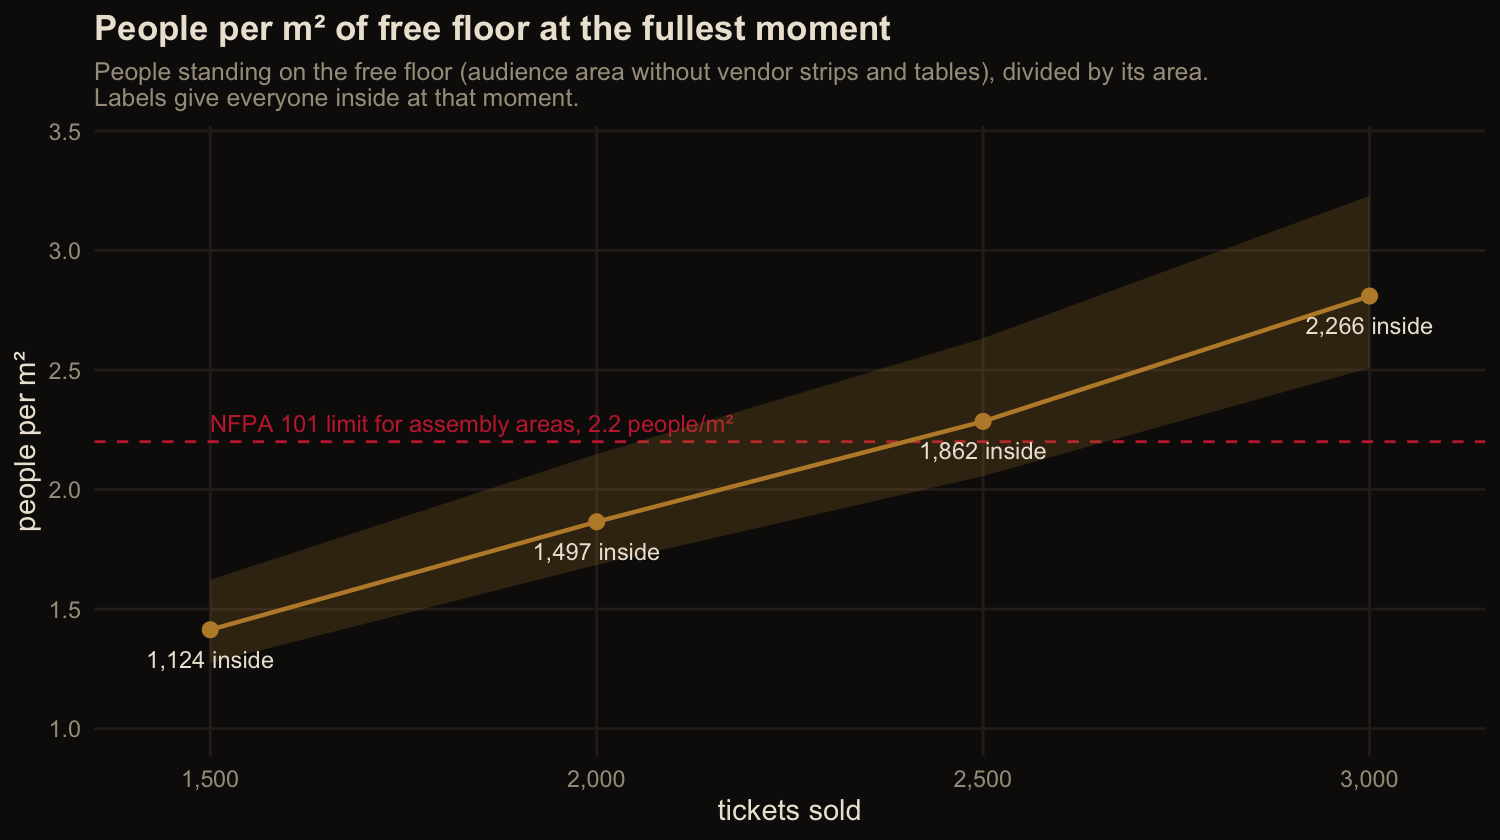 People per m² of free floor at the fullest moment
People standing on the free floor (audience area without vendor strips and tables), divided by its area.
Labels give everyone inside at that moment.
3.5
3.0
2.5
2.0
1.5
1.0
people per m²
NFPA 101 limit for assembly areas, 2.2 people/m²
1,124 inside
1,497 inside
1,862 inside
2,266 inside
1,500
2,000
2,500
3,000
tickets sold